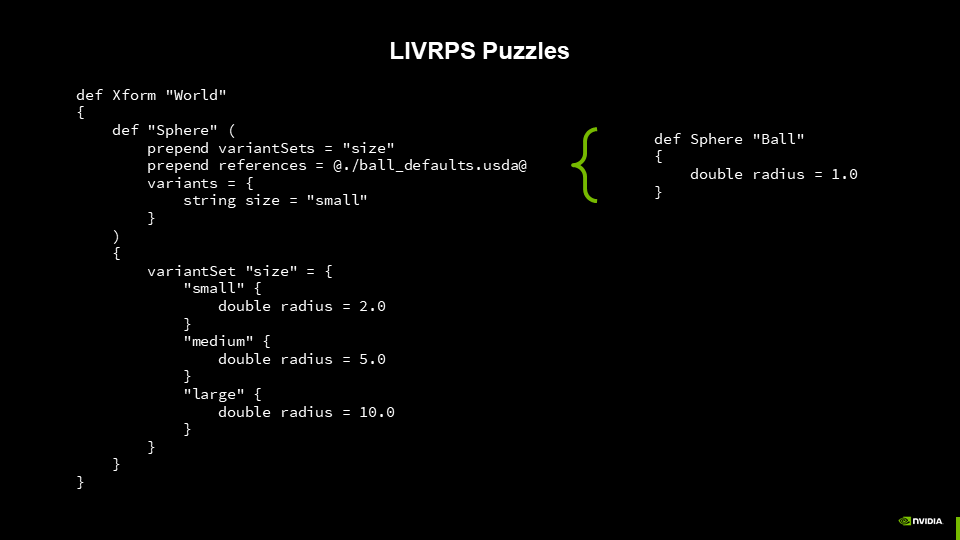 LIVRPS Puzzles
def Xform "World"
{
    def "Sphere" (
        prepend variantSets = "size"
        prepend references = @./ball_defaults.usda@
        variants = {
            string size = "small"
        }
    )
    {
        variantSet "size" = {
            "small" {
                double radius = 2.0
            }
            "medium" {
                double radius = 5.0
            }
            "large" {
                double radius = 10.0
            }
        }
    }
}
def Sphere "Ball"
{
    double radius = 1.0
}
NVIDIA